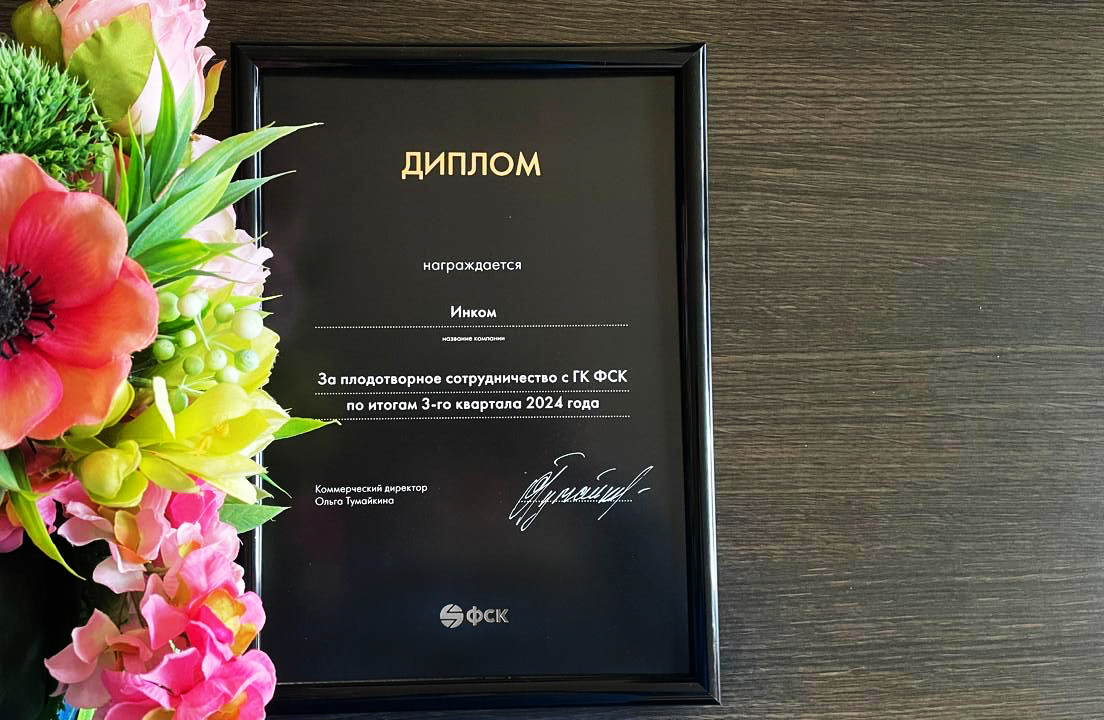 ДИПЛОМ
награждается
Инком
название компании
За плодотворное сотрудничество с ГК ФСК
по итогам 3-го квартала 2024 года
Коммерческий директор
Ольга Тумайкина
ФСК